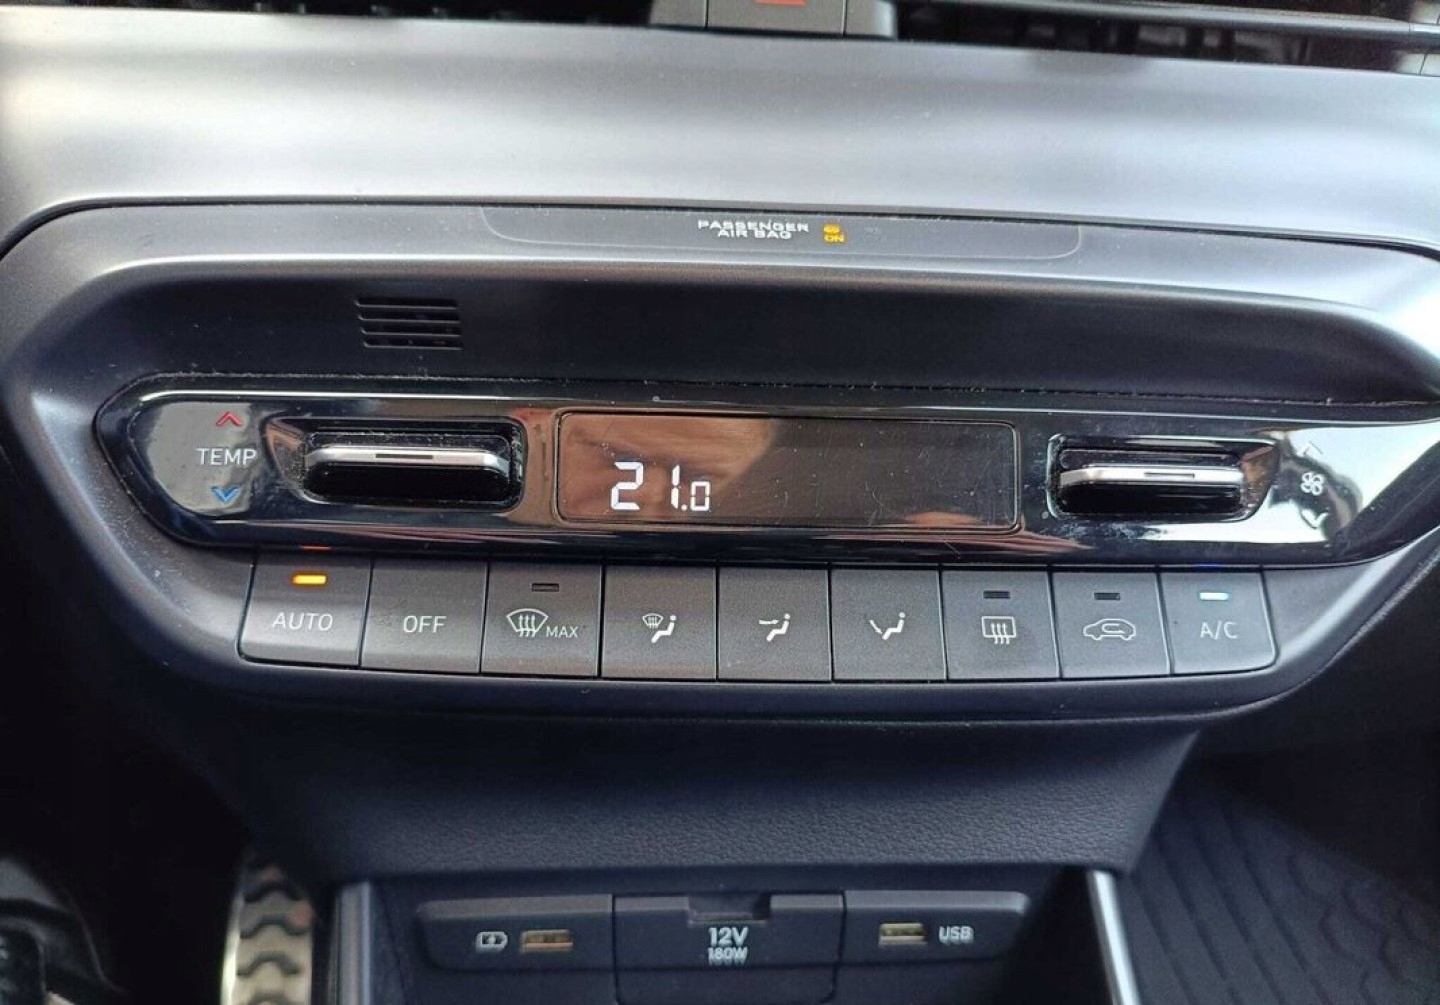 PASSENGER
AIR BAG ON
TEMP
21.0
AUTO
OFF
MAX
A/C
12V
180W
USB